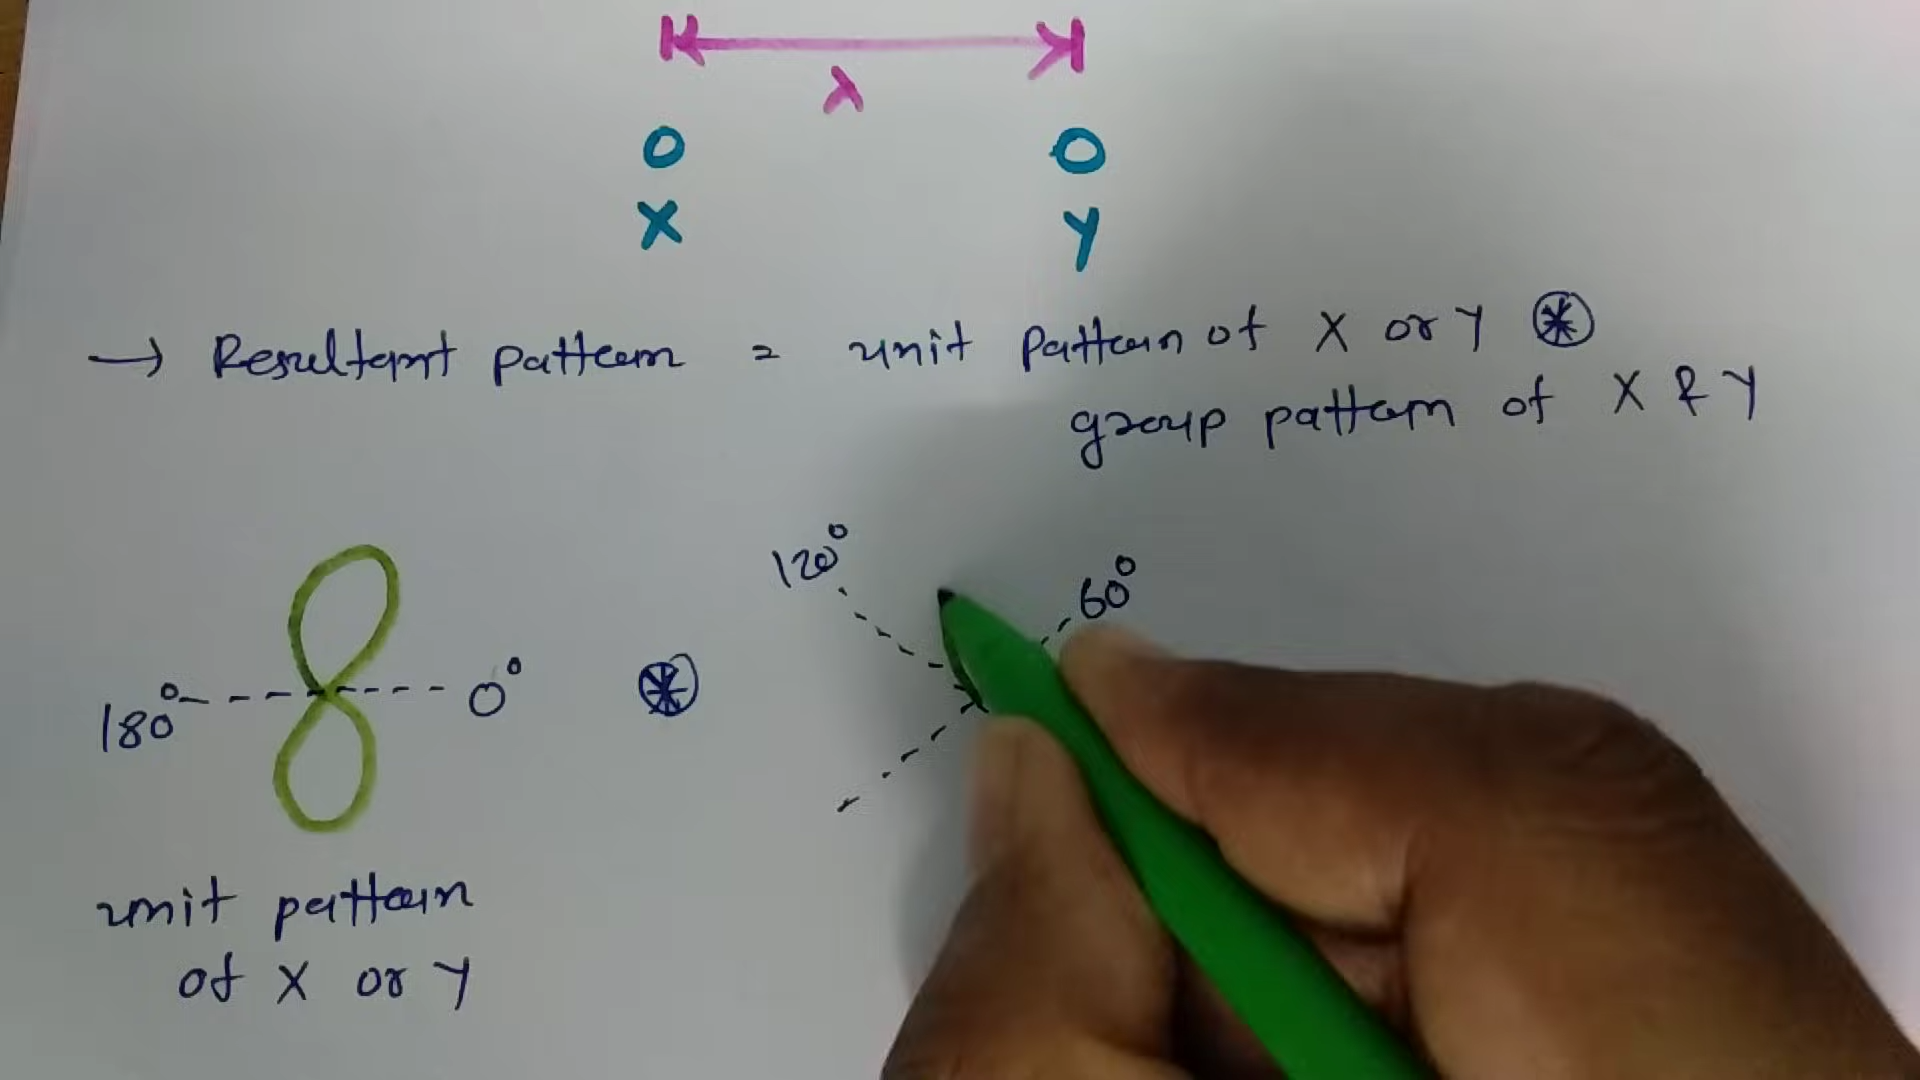 λ
O O
X Y
→ Resultant pattern = unit pattern of X or Y ⊛
group pattern of X & Y
120° 60°
180° 0° ⊛
unit pattern
of X or Y